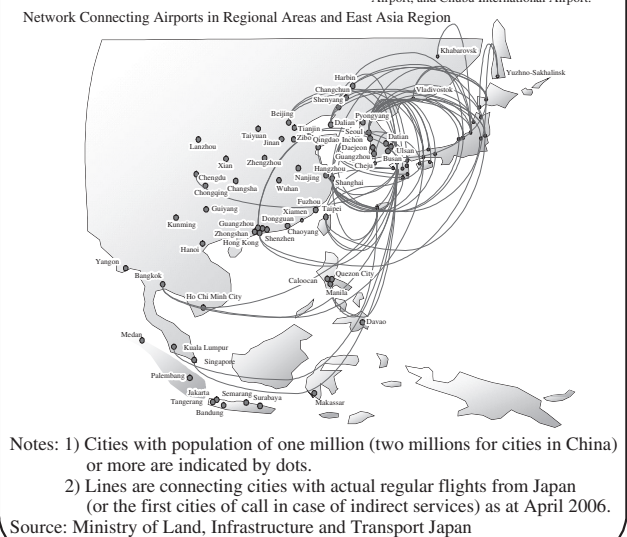 Airport, and Chubu International Airport.
Network Connecting Airports in Regional Areas and East Asia Region
Khabarovsk
Yuzhno-Sakhalinsk
Harbin
Changchun
Vladivostock
Shenyang
Beijing
Dalian
Pyongyang
Tianjin
Taiyuan
Seoul
Dalian
Jinan
Zibo
Qingdao
Inchon
Lanzhou
Daejeon
Ulsan
Zhengzhou
Guangzhou
Busan
Xian
Hangzhou
Cheju
Chengdu
Nanjing
Shanghai
Chongqing
Changsha
Wuhan
Fuzhou
Guiyang
Xiamen
Taipei
Guangzhou
Dongguan
Kunming
Zhongshan
Chaoyang
Shenzhen
Hong Kong
Hanoi
Yangon
Bangkok
Quezon City
Caloocan
Manila
Ho Chi Minh City
Davao
Medan
Kuala Lumpur
Singapore
Palembang
Jakarta
Semarang
Surabaya
Tangerang
Makassar
Bandung
Notes: 1) Cities with population of one million (two millions for cities in China)
or more are indicated by dots.
2) Lines are connecting cities with actual regular flights from Japan
(or the first cities of call in case of indirect services) as at April 2006.
Source: Ministry of Land, Infrastructure and Transport Japan